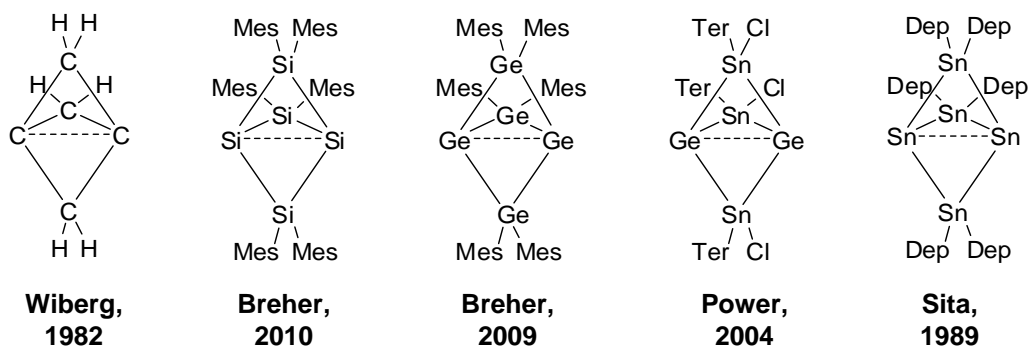 H H Mes Mes Mes Mes Ter Cl Dep Dep
C Si Ge Sn Sn
H H Mes Mes Mes Mes Ter Cl Dep Dep
C Si Ge Sn Sn
C C Si Si Ge Ge Ge Ge Sn Sn
C Si Ge Sn Sn
H H Mes Mes Mes Mes Ter Cl Dep Dep
Wiberg, Breher, Breher, Power, Sita,
1982 2010 2009 2004 1989